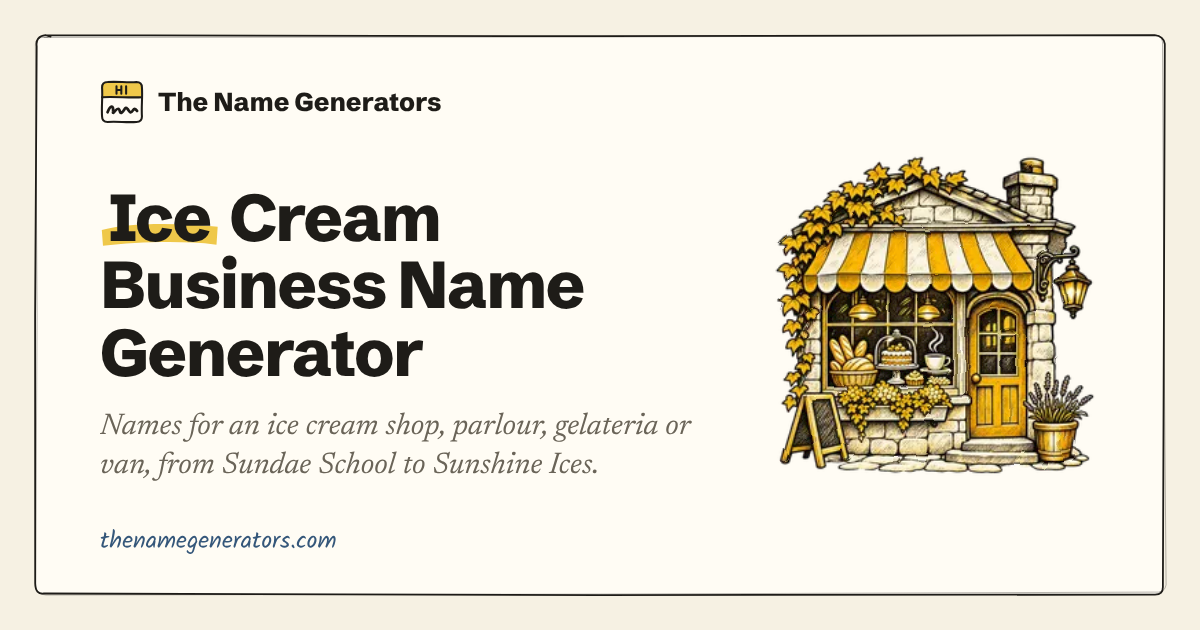 HI
The Name Generators
Ice Cream
Business Name
Generator
Names for an ice cream shop, parlour, gelateria or
van, from Sundae School to Sunshine Ices.
thenamegenerators.com